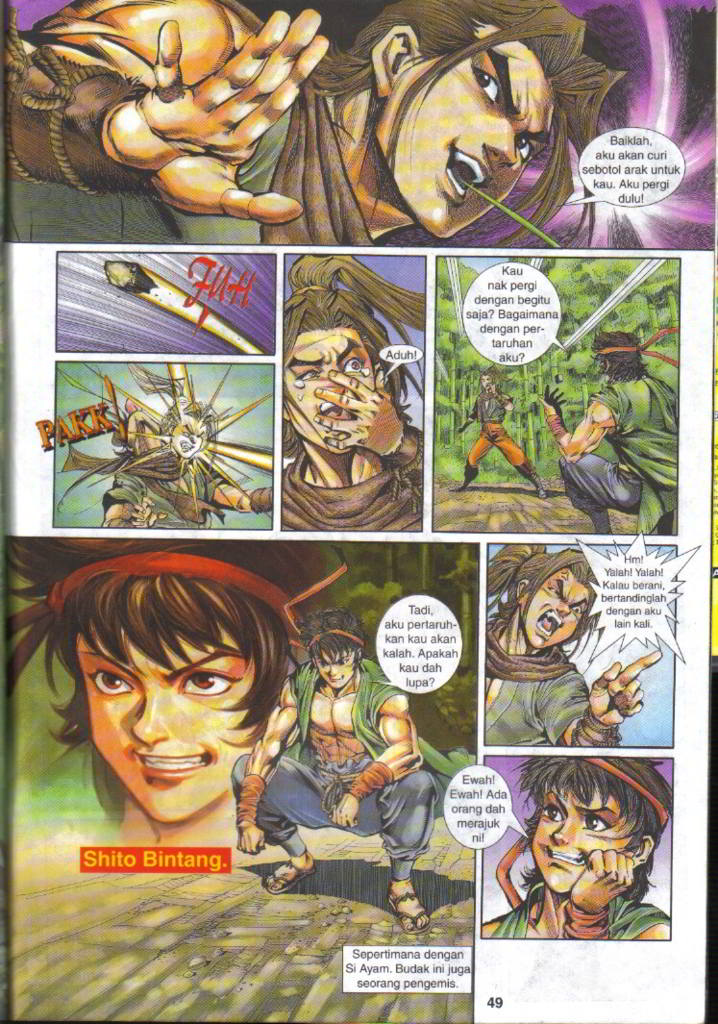 Baiklah,
aku akan curi
sebotol arak untuk
kau. Aku pergi
dulu!
FUH
PAKK!
Aduh!
Kau
nak pergi
dengan begitu
saja? Bagaimana
dengan per-
taruhan
aku?
Tadi,
aku pertaruh-
kan kau akan
kalah. Apakah
kau dah
lupa?
Shito Bintang.
Sepertimana dengan
Si Ayam. Budak ini juga
seorang pengemis.
Hm!
Yalah! Yalah!
Kalau berani,
bertandinglah
dengan aku
lain kali.
Ewah!
Ewah! Ada
orang dah
merajuk
ni!
49